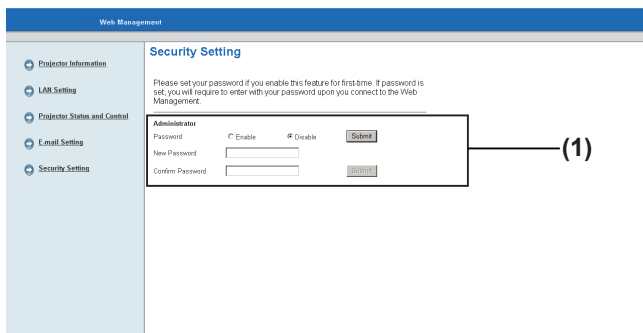 Web Management
Projector Information
LAN Setting
Projector Status and Control
E-mail Setting
Security Setting
Security Setting
Please set your password if you enable this feature for first-time. If password is
set, you will require to enter with your password upon you connect to the Web
Management.
Administrator
Password Enable Disable Submit
New Password
Confirm Password Submit
(1)